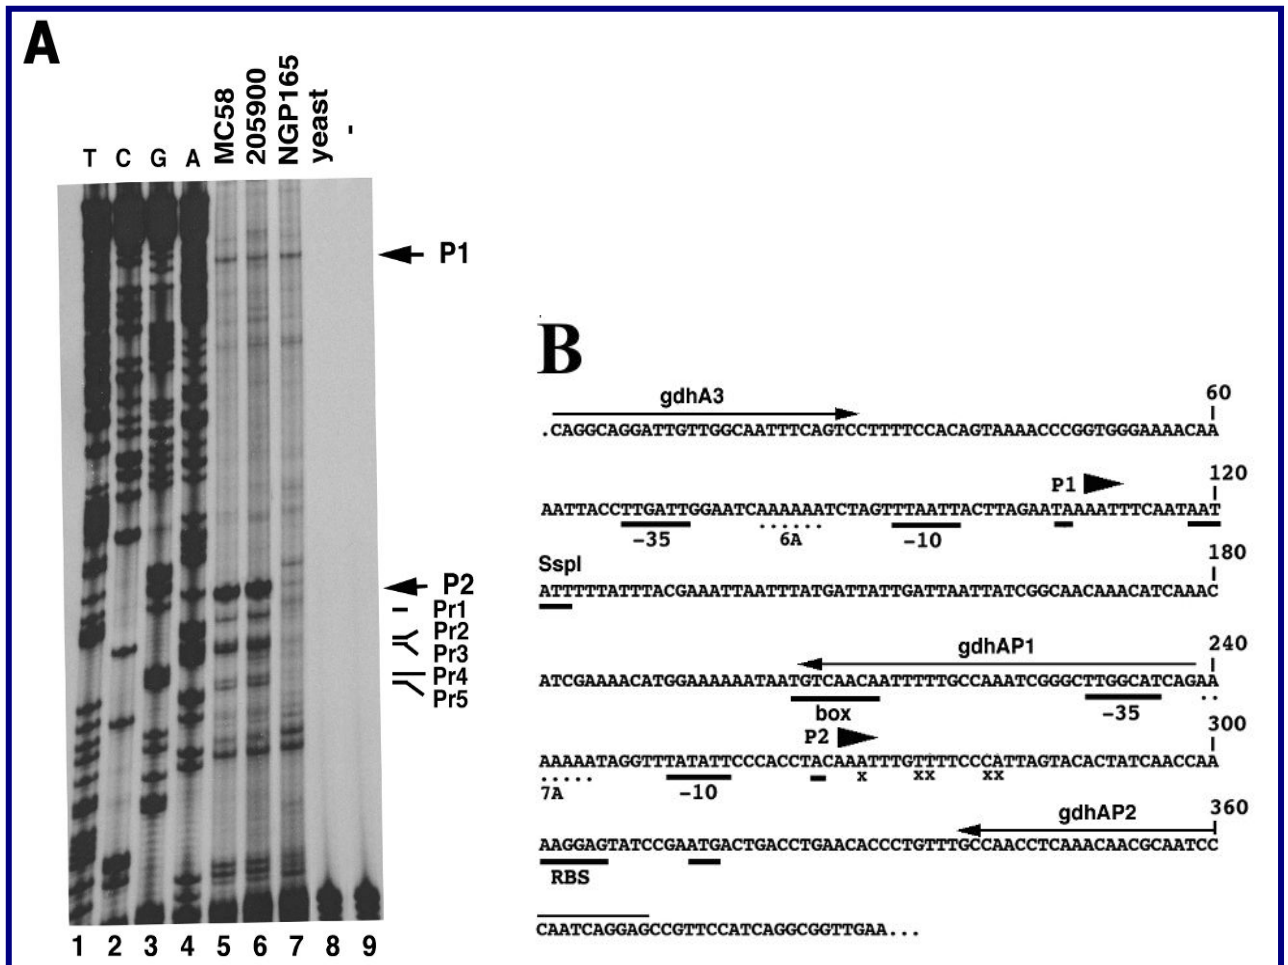 A
T C G A MC58 205900 NGP165 yeast -
P1
P2
Pr1
Pr2
Pr3
Pr4
Pr5
1 2 3 4 5 6 7 8 9
B
gdhA3
60
.CAGGCAGGATTGTTGGCAATTTCAGTCCTTTTCCACAGTAAAACCCGGTGGGAAAACAA
P1
120
AATTACCTTGATTGGAATCAAAAAATCTAGTTTAATTACTTAGAATAAAATTTCAATAAT
-35 6A -10
SspI
180
ATTTTTATTTACGAAATTAATTTATGATTATTGATTAATTATCGGCAACAAACATCAAAC
gdhAP1
240
ATCGAAAACATGGAAAAAAATAATGTCAACAATTTTTGCCAAATCGGGCTTGGCATCAGAA
box -35
P2
300
AAAAATAGGTTTATATTCCCACCTACAAATTTGTTTTCCCATTAGTACACTATCAACCAA
7A -10 x xx xx
gdhAP2
360
AAGGAGTATCCGAATGACTGACCTGAACACCCTGTTTGCCAACCTCAAACAACGCAATCC
RBS
CAATCAGGAGCCGTTCCATCAGGCGGTTGAA...